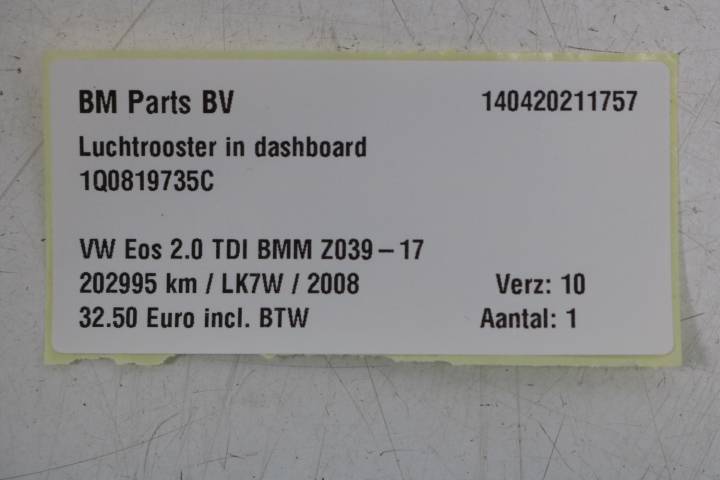 BM Parts BV 140420211757
Luchtrooster in dashboard
1Q0819735C
VW Eos 2.0 TDI BMM Z039 – 17
202995 km / LK7W / 2008 Verz: 10
32.50 Euro incl. BTW Aantal: 1